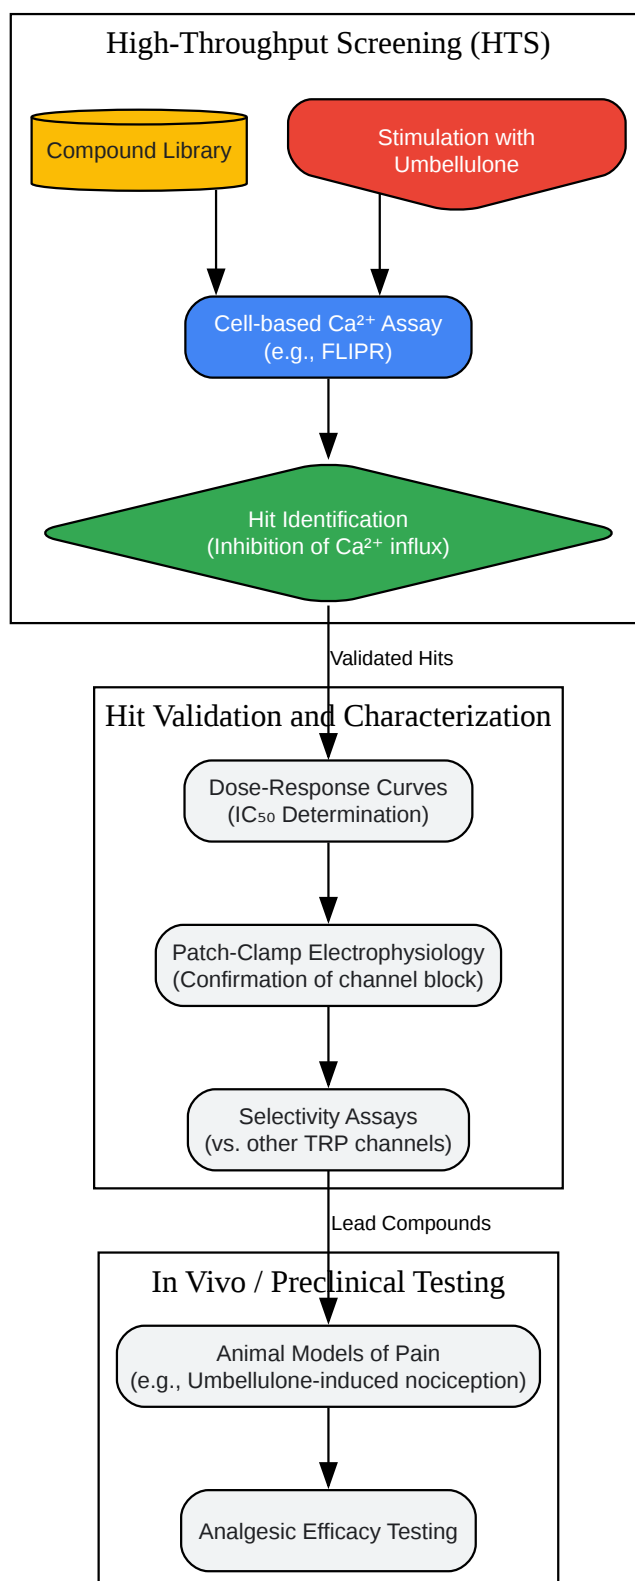 High-Throughput Screening (HTS)
Compound Library
Stimulation with
Umbellulone
Cell-based Ca²⁺ Assay
(e.g., FLIPR)
Hit Identification
(Inhibition of Ca²⁺ influx)
Validated Hits
Hit Validation and Characterization
Dose-Response Curves
(IC₅₀ Determination)
Patch-Clamp Electrophysiology
(Confirmation of channel block)
Selectivity Assays
(vs. other TRP channels)
Lead Compounds
In Vivo / Preclinical Testing
Animal Models of Pain
(e.g., Umbellulone-induced nociception)
Analgesic Efficacy Testing